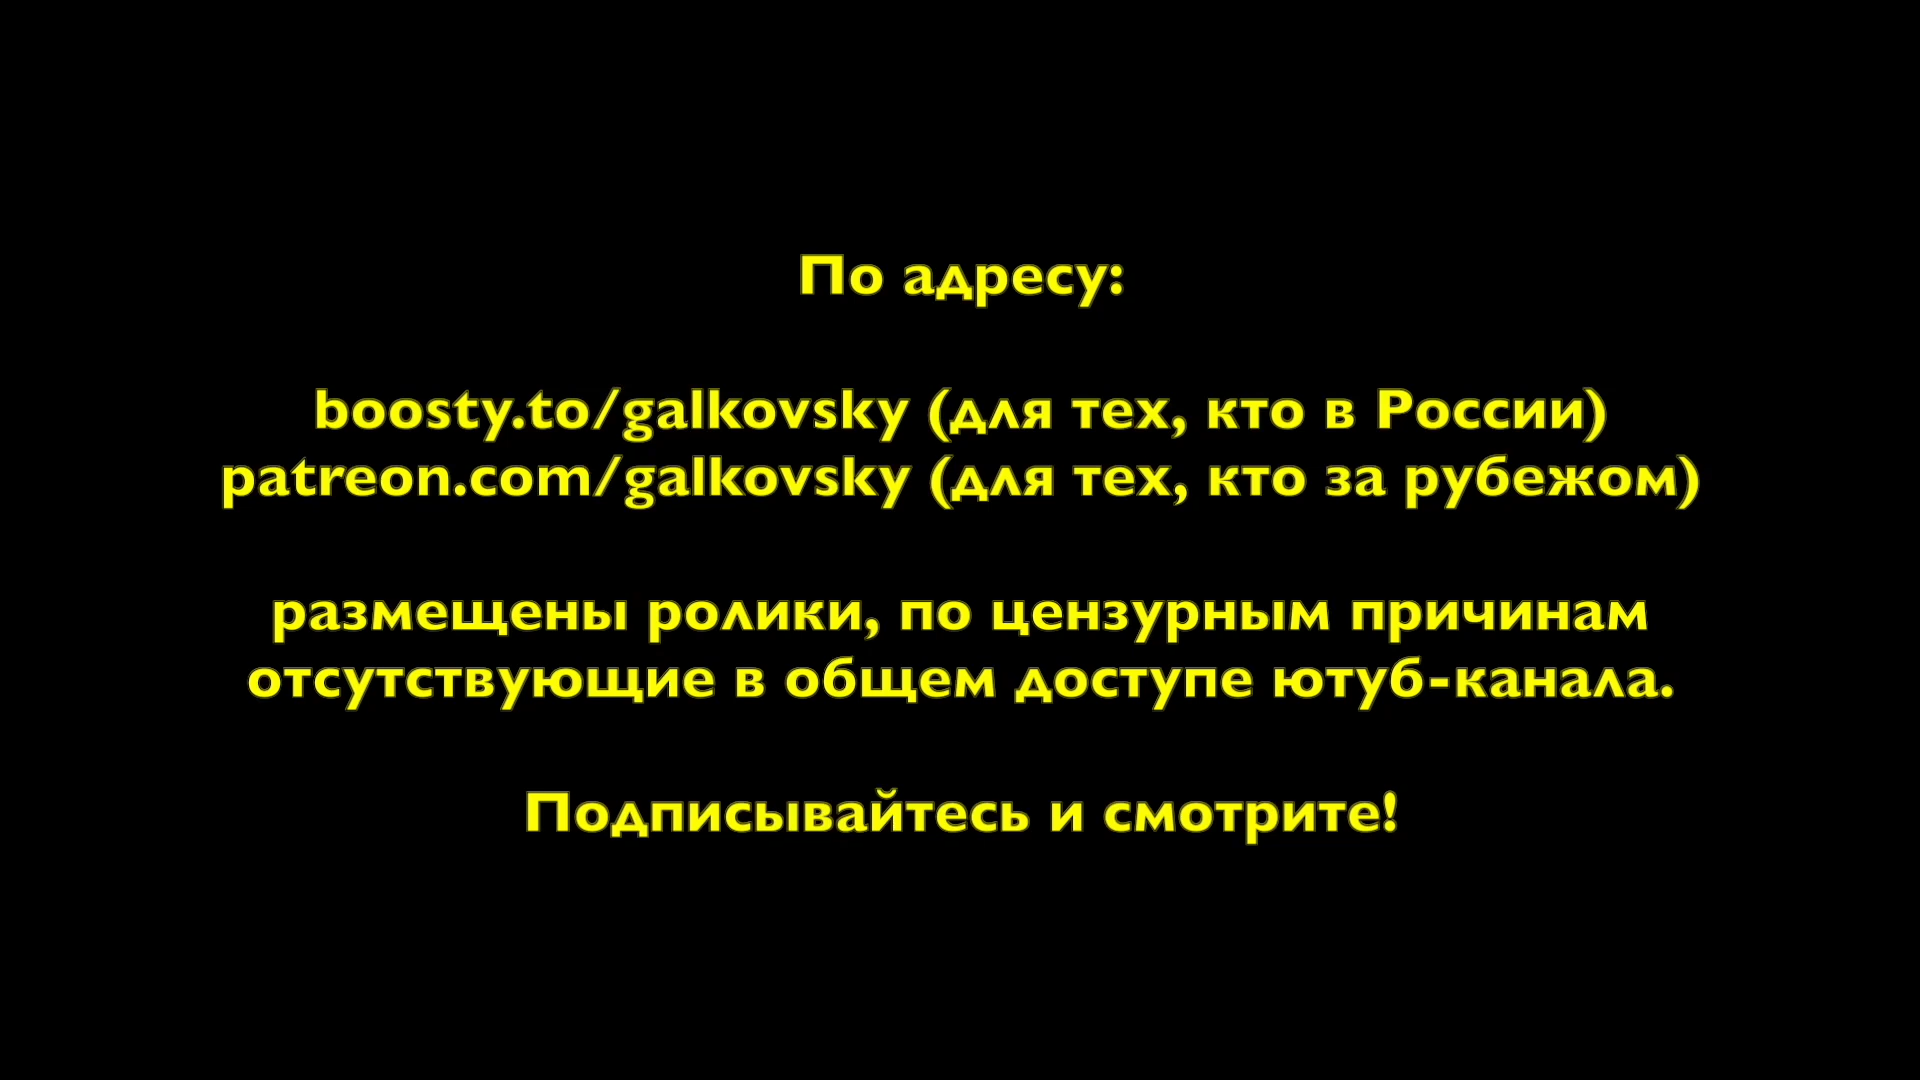 По адресу:
boosty.to/galkovsky (для тех, кто в России)
patreon.com/galkovsky (для тех, кто за рубежом)
размещены ролики, по цензурным причинам
отсутствующие в общем доступе ютуб-канала.
Подписывайтесь и смотрите!